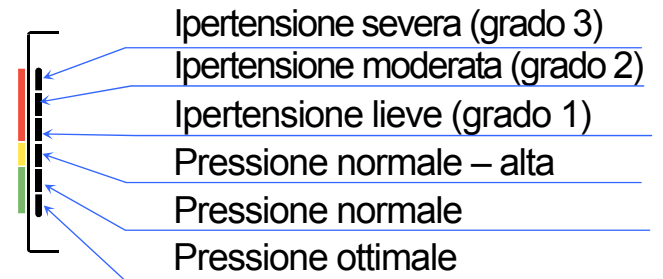 Ipertensione severa (grado 3)
Ipertensione moderata (grado 2)
Ipertensione lieve (grado 1)
Pressione normale – alta
Pressione normale
Pressione ottimale